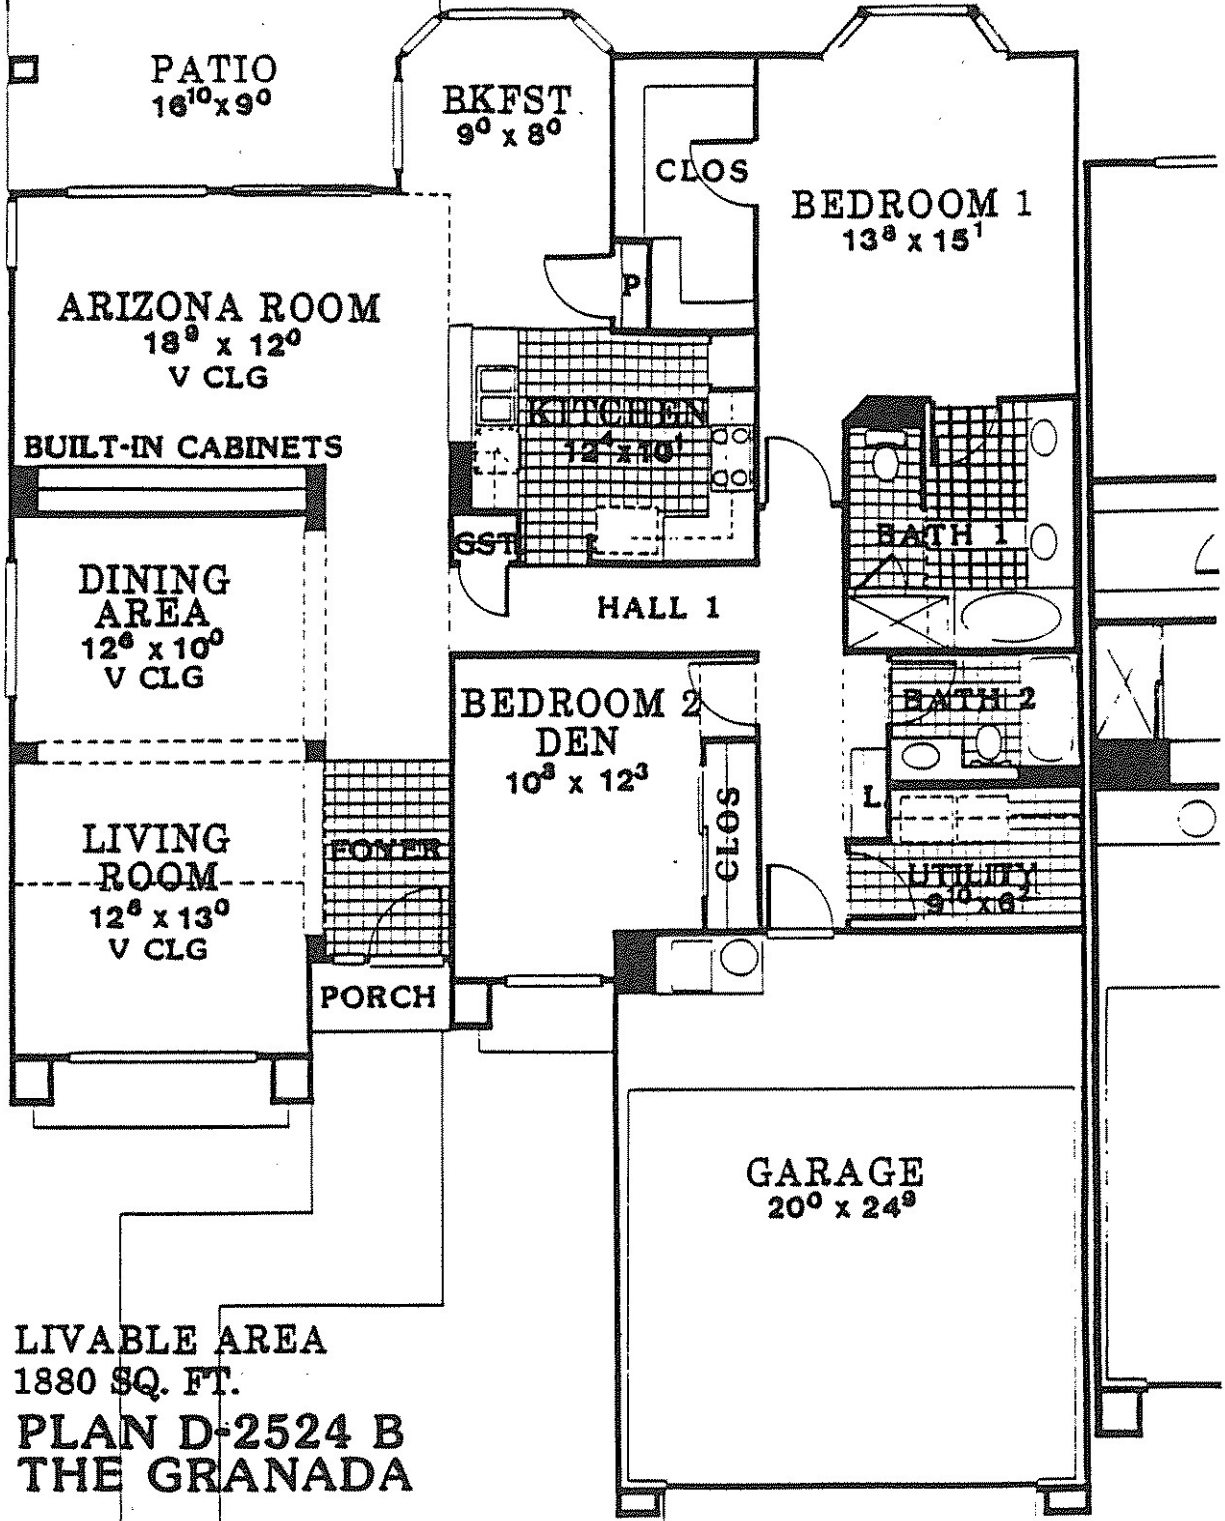 PATIO
16¹⁰x9⁰
BKFST
9⁰ x 8⁰
CLOS
BEDROOM 1
13⁸ x 15¹
P
ARIZONA ROOM
18⁹ x 12⁰
V CLG
KITCHEN
12⁴x10¹
BUILT-IN CABINETS
GST
BATH 1
DINING
AREA
12⁶ x 10⁰
V CLG
HALL 1
BEDROOM 2
DEN
10³ x 12³
BATH 2
CLOS
L
LIVING
ROOM
12⁶ x 13⁰
V CLG
FOYER
UTILITY
9¹⁰x6²
PORCH
GARAGE
20⁰ x 24⁹
LIVABLE AREA
1880 SQ. FT.
PLAN D-2524 B
THE GRANADA